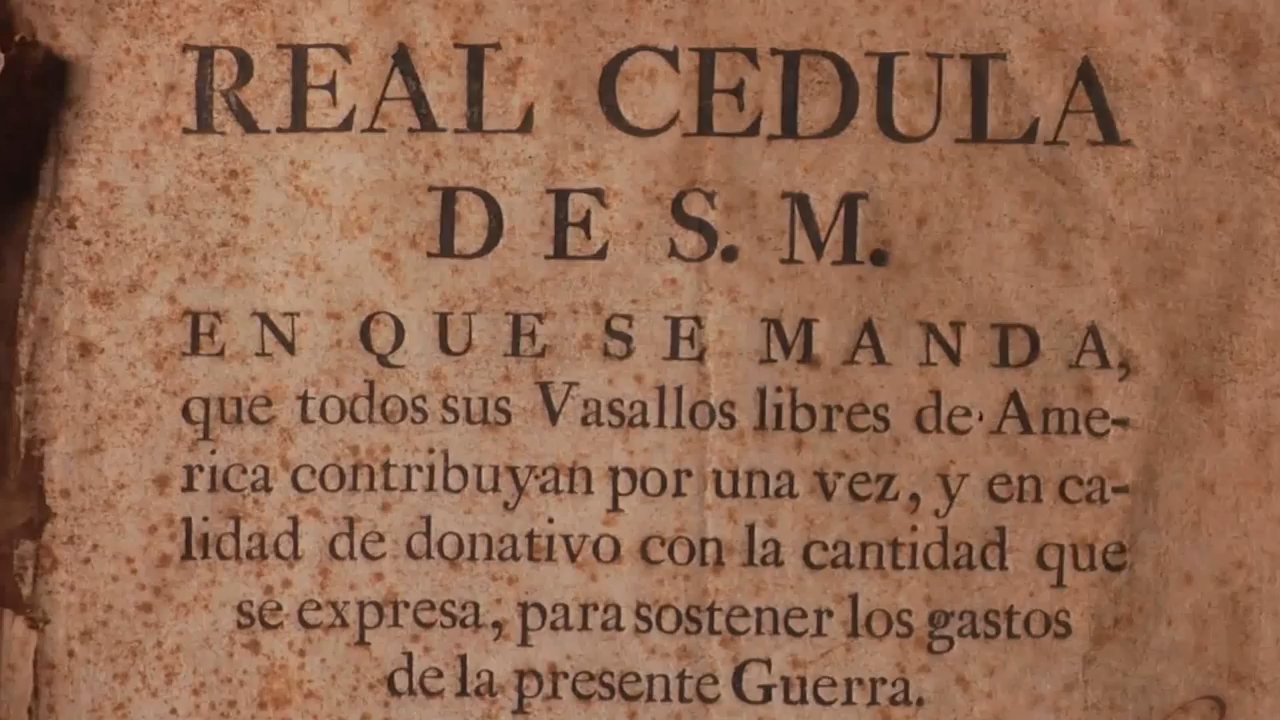 REAL CEDULA
DE S. M.
EN QUE SE MANDA,
que todos sus Vasallos libres de Ame-
rica contribuyan por una vez, y en ca-
lidad de donativo con la cantidad que
se expresa, para sostener los gastos
de la presente Guerra.